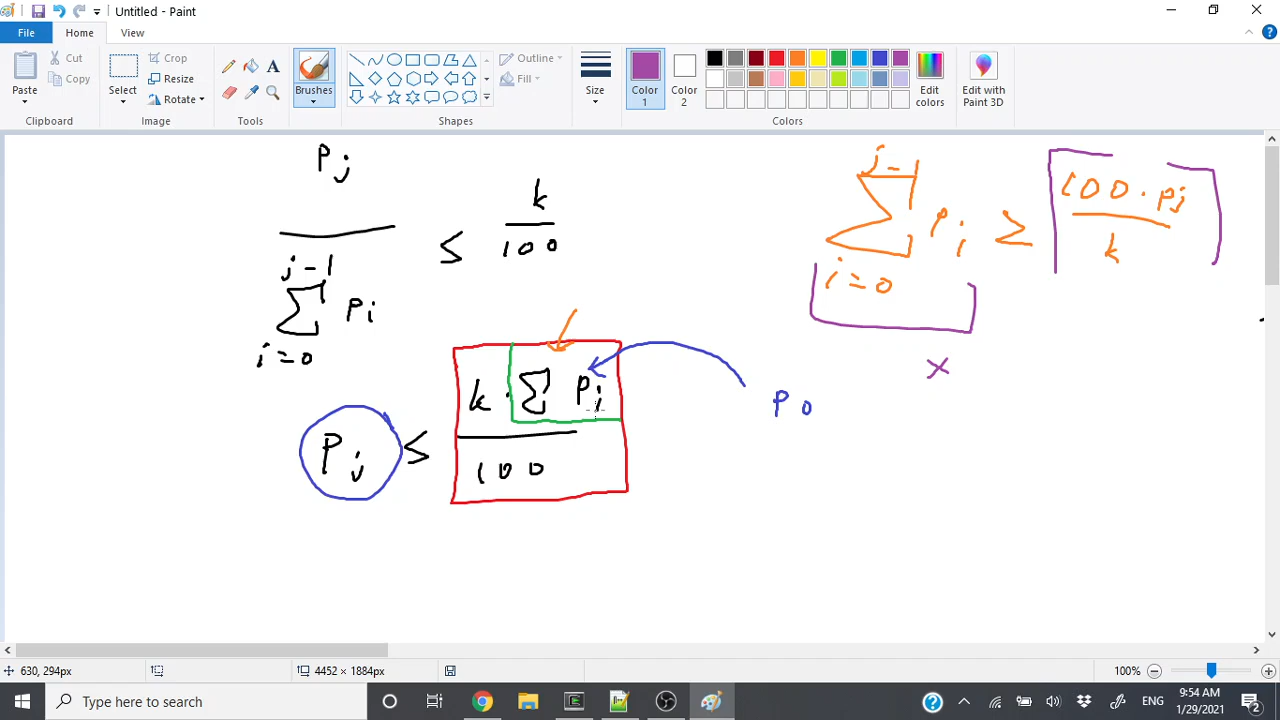 Untitled - Paint
File Home View
Paste
Cut
Copy
Clipboard
Select
Crop
Resize
Rotate
Image
Tools
Brushes
Shapes
Outline
Fill
Size
Color 1
Color 2
Edit colors
Colors
Edit with Paint 3D
Pj
j-1
∑ Pi
i=0
≤
k
100
j-1
∑ Pi ≥
i=0
100 · Pj
k
x
Pj ≤
k · ∑ Pi
100
P0
630, 294px
4452 × 1884px
100%
Type here to search
ENG
9:54 AM
1/29/2021
2